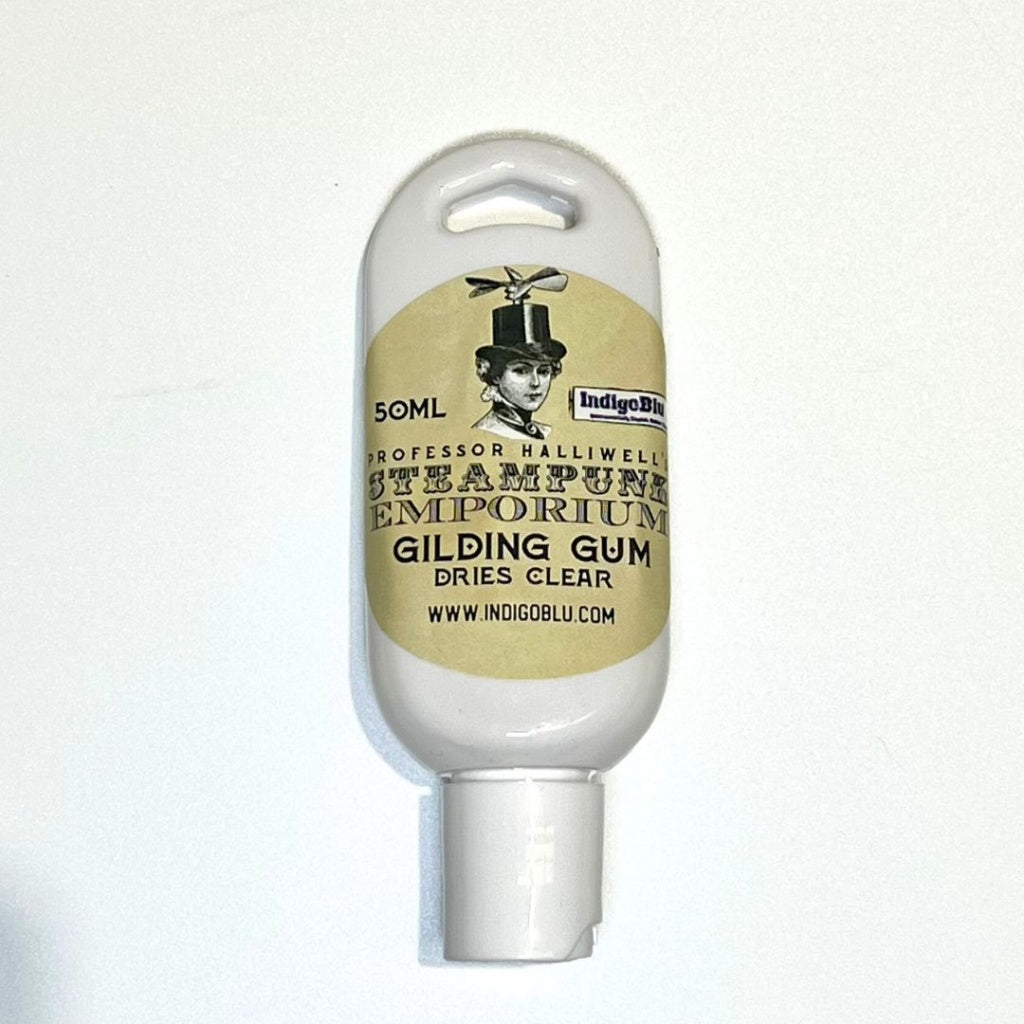 50ML
IndigoBlu
PROFESSOR HALLIWELL'S
STEAMPUNK
EMPORIUM
GILDING GUM
DRIES CLEAR
WWW.INDIGOBLU.COM